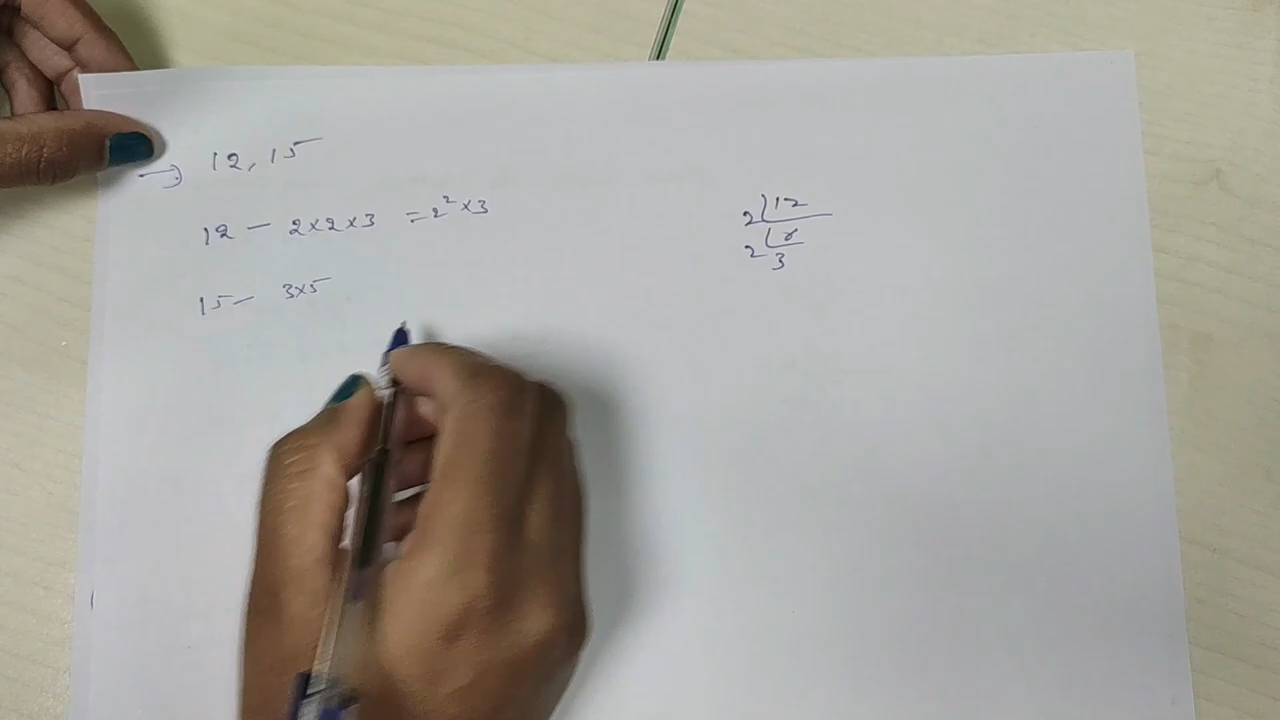 → 12, 15
12 – 2×2×3 = 2²×3
15 – 3×5
2 12
2 6
3